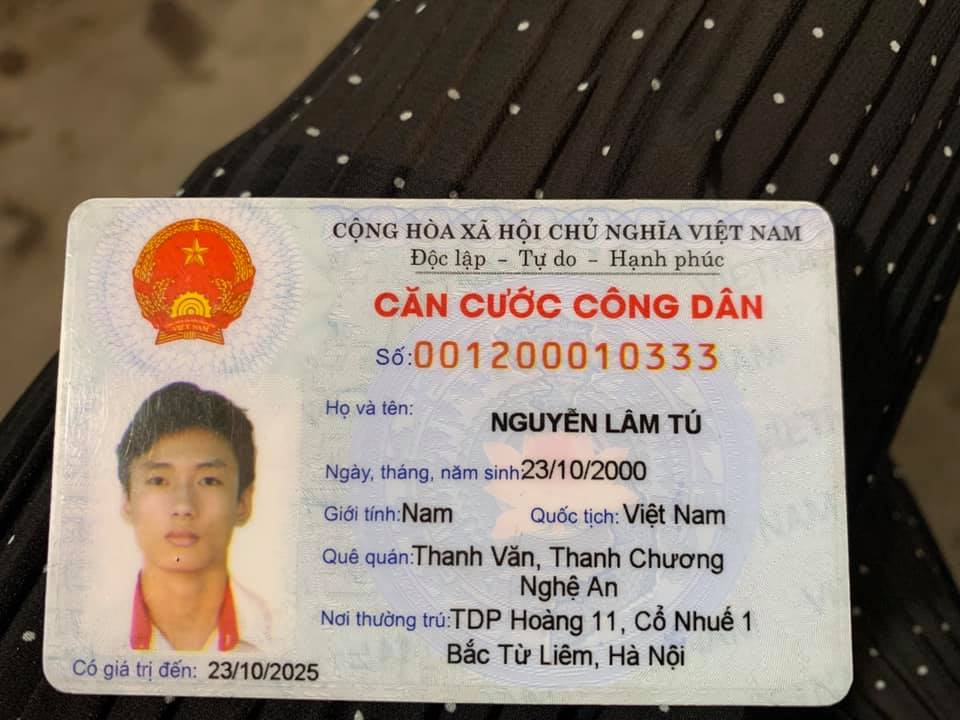 CỘNG HÒA XÃ HỘI CHỦ NGHĨA VIỆT NAM
Độc lập - Tự do - Hạnh phúc
CĂN CƯỚC CÔNG DÂN
Số:001200010333
Họ và tên:
NGUYỄN LÂM TÚ
Ngày, tháng, năm sinh:23/10/2000
Giới tính:Nam Quốc tịch:Việt Nam
Quê quán:Thanh Văn, Thanh Chương
Nghệ An
Nơi thường trú:TDP Hoàng 11, Cổ Nhuế 1
Bắc Từ Liêm, Hà Nội
Có giá trị đến: 23/10/2025
VIỆT NAM